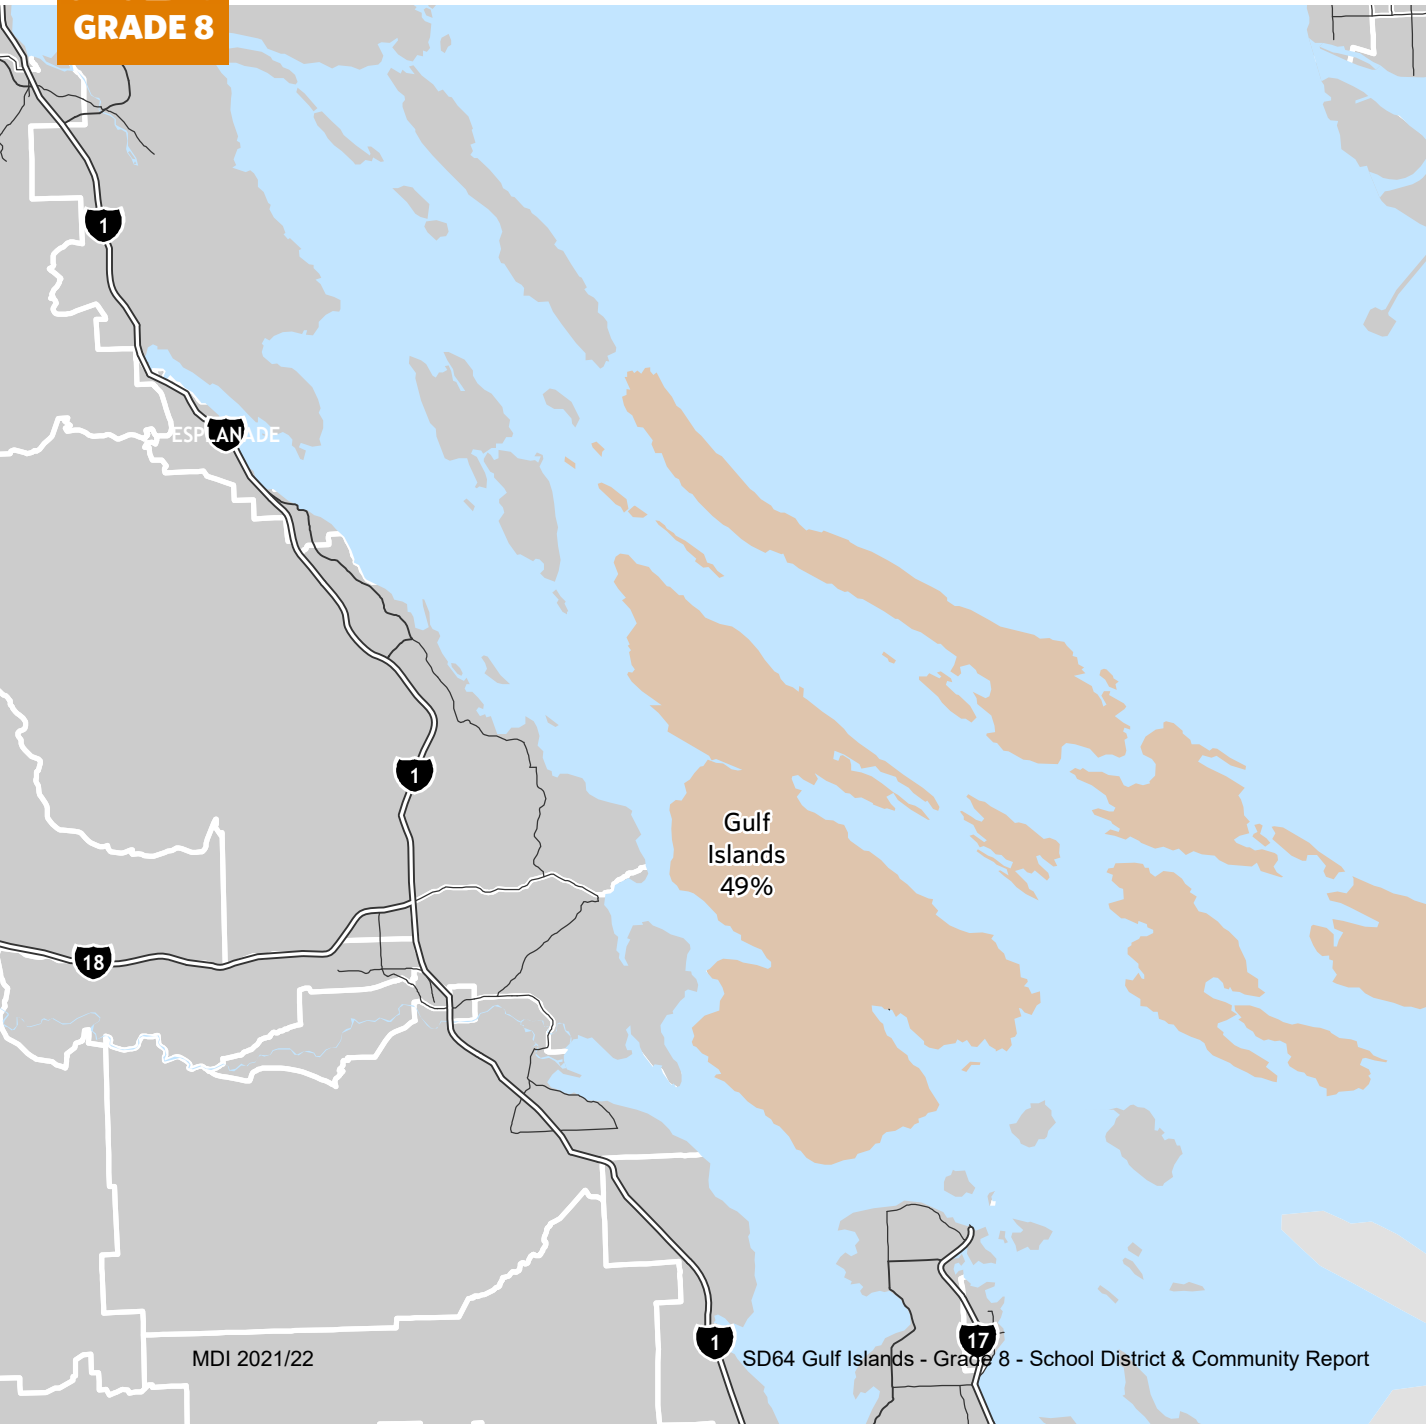 GRADE 8
1
ESPLANADE
1
Gulf
Islands
49%
18
1
17
MDI 2021/22
SD64 Gulf Islands - Grade 8 - School District & Community Report